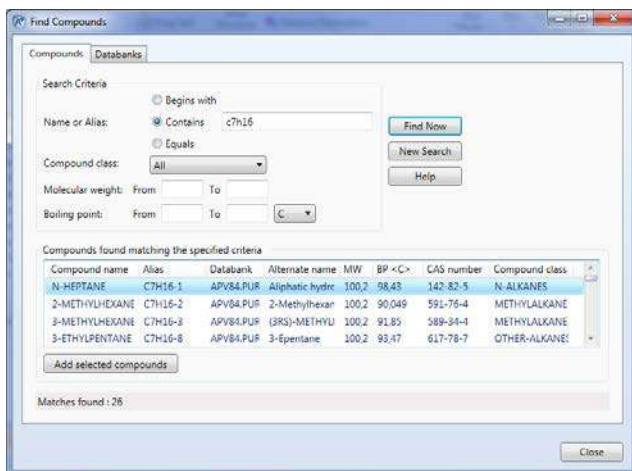 Find Compounds
Compounds Databanks
Search Criteria
Begins with
Name or Alias: Contains c7h16 Find Now
Equals New Search
Compound class: All Help
Molecular weight: From To
Boiling point: From To C
Compounds found matching the specified criteria
Compound name Alias Databank Alternate name MW BP <C> CAS number Compound class
N-HEPTANE C7H16-1 APV84.PUR Aliphatic hydro 100,2 98,43 142-82-5 N-ALKANES
2-METHYLHEXANE C7H16-2 APV84.PUR 2-Methylhexan 100,2 90,049 591-76-4 METHYLALKANE
3-METHYLHEXANE C7H16-3 APV84.PUR (3RS)-METHYL 100,2 91,85 589-34-4 METHYLALKANE
3-ETHYLPENTANE C7H16-8 APV84.PUR 3-Epentane 100,2 93,47 617-78-7 OTHER-ALKANES
Add selected compounds
Matches found : 26
Close